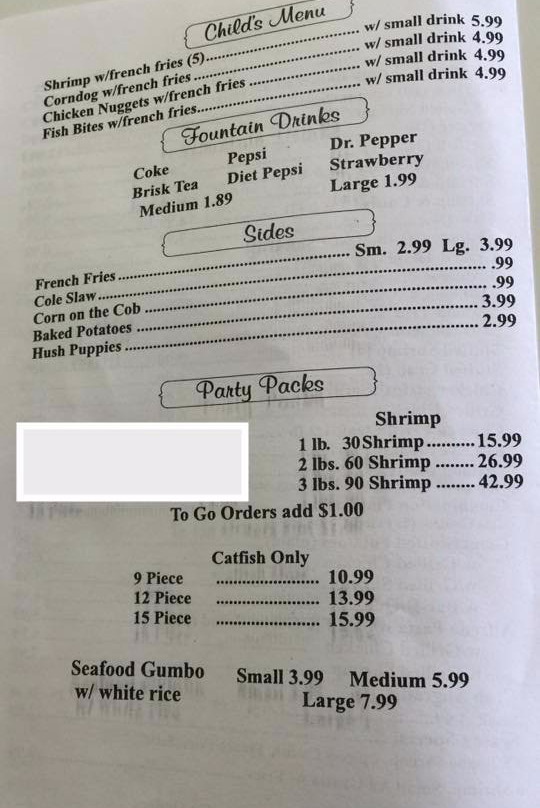 Child's Menu
Shrimp w/french fries (5)........ w/ small drink 5.99
Corndog w/french fries ........ w/ small drink 4.99
Chicken Nuggets w/french fries ........ w/ small drink 4.99
Fish Bites w/french fries........ w/ small drink 4.99
Fountain Drinks
Coke Pepsi Dr. Pepper
Brisk Tea Diet Pepsi Strawberry
Medium 1.89 Large 1.99
Sides
French Fries ........ Sm. 2.99 Lg. 3.99
Cole Slaw ........ .99
Corn on the Cob ........ .99
Baked Potatoes ........ 3.99
Hush Puppies ........ 2.99
Party Packs
Shrimp
1 lb. 30 Shrimp .......... 15.99
2 lbs. 60 Shrimp ........ 26.99
3 lbs. 90 Shrimp ........ 42.99
To Go Orders add $1.00
Catfish Only
9 Piece ........ 10.99
12 Piece ........ 13.99
15 Piece ........ 15.99
Seafood Gumbo Small 3.99 Medium 5.99
w/ white rice Large 7.99